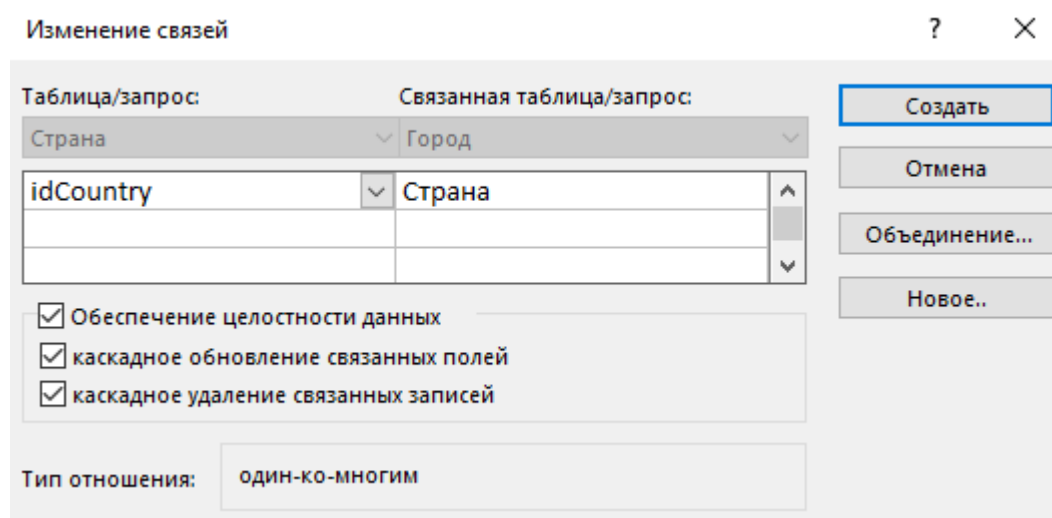 Изменение связей ?
Таблица/запрос: Связанная таблица/запрос:
Страна Город
idCountry Страна
Обеспечение целостности данных
каскадное обновление связанных полей
каскадное удаление связанных записей
Тип отношения: один-ко-многим
Создать
Отмена
Объединение...
Новое..